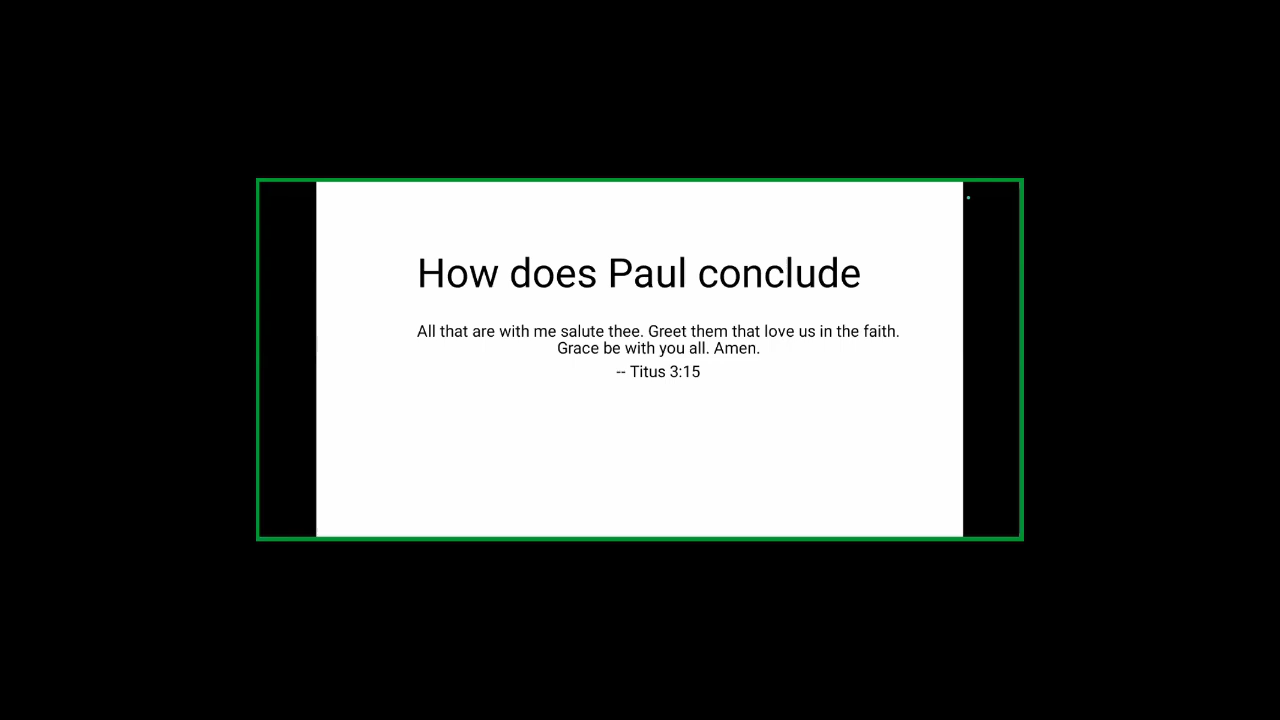 How does Paul conclude
All that are with me salute thee. Greet them that love us in the faith.
Grace be with you all. Amen.
-- Titus 3:15